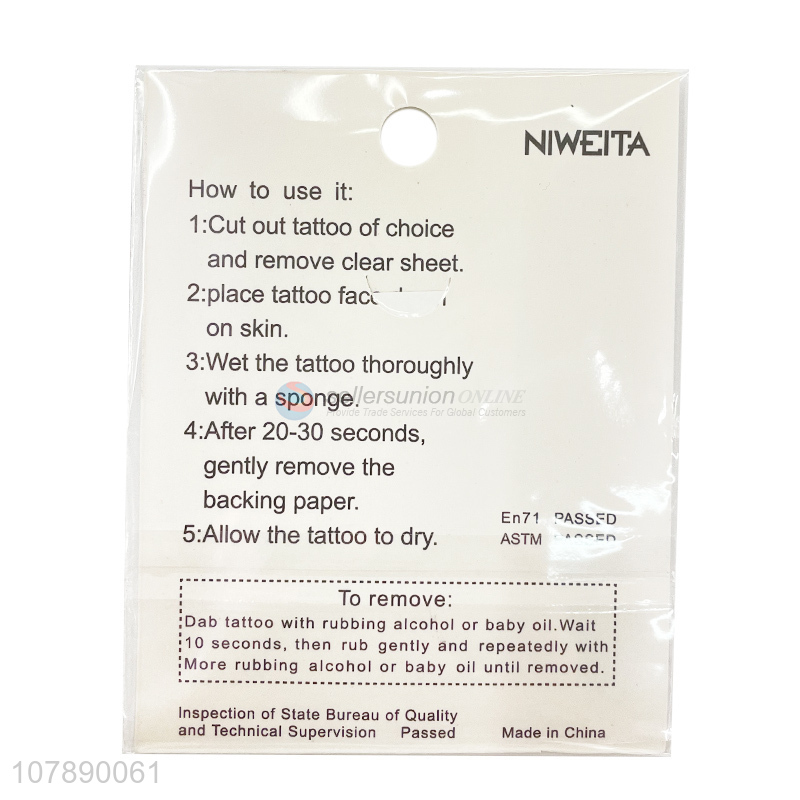 NIWEITA
How to use it:
1:Cut out tattoo of choice
and remove clear sheet.
2:place tattoo
on skin.
3:Wet the tattoo thoroughly
with a sponge.
sellersunion ONLINE
Provide Trade Services For Global Customers
4:After 20-30 seconds,
gently remove the
backing paper.
5:Allow the tattoo to dry.
En71 PASSED
ASTM
To remove:
Dab tattoo with rubbing alcohol or baby oil.Wait
10 seconds, then rub gently and repeatedly with
More rubbing alcohol or baby oil until removed.
Inspection of State Bureau of Quality
and Technical Supervision Passed
Made in China
107890061